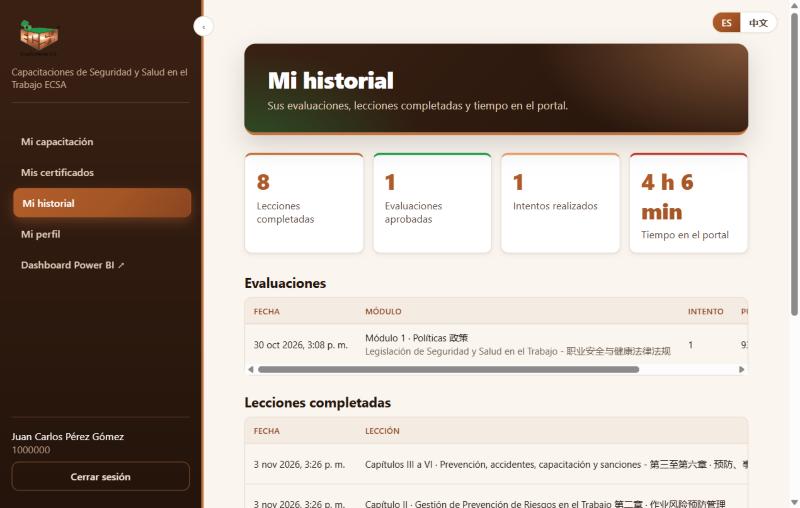 ECSA
Capacitaciones de Seguridad y Salud en el
Trabajo ECSA
Mi capacitación
Mis certificados
Mi historial
Mi perfil
Dashboard Power BI ↗
Juan Carlos Pérez Gómez
1000000
Cerrar sesión
‹
ES
中文
Mi historial
Sus evaluaciones, lecciones completadas y tiempo en el portal.
8
Lecciones
completadas
1
Evaluaciones
aprobadas
1
Intentos realizados
4 h 6
min
Tiempo en el portal
Evaluaciones
FECHA MÓDULO INTENTO
30 oct 2026, 3:08 p. m. Módulo 1 · Políticas 政策 1
Legislación de Seguridad y Salud en el Trabajo - 职业安全与健康法律法规
Lecciones completadas
FECHA LECCIÓN
3 nov 2026, 3:26 p. m. Capítulos III a VI · Prevención, accidentes, capacitación y sanciones - 第三至第六章 · 预防、
3 nov 2026, 3:26 p. m. Capítulo II · Gestión de Prevención de Riesgos en el Trabajo 第二章 · 作业风险预防管理